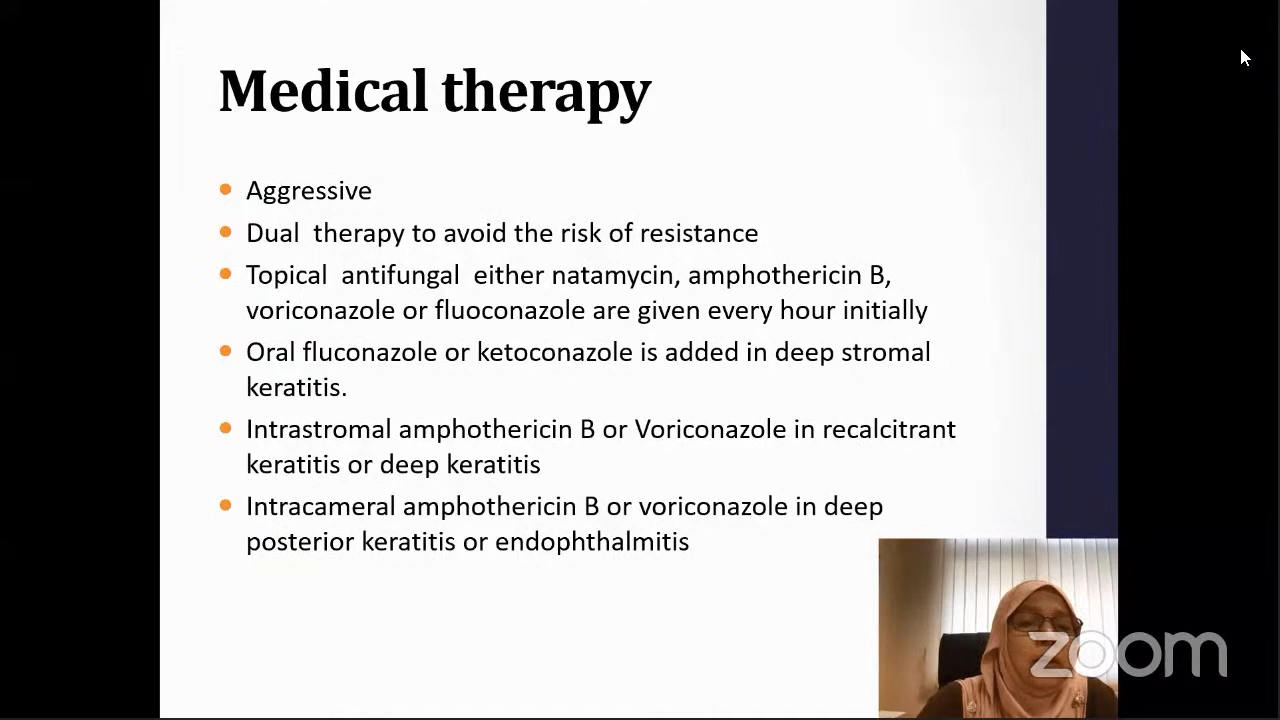 Medical therapy
• Aggressive
• Dual therapy to avoid the risk of resistance
• Topical antifungal either natamycin, amphothericin B,
voriconazole or fluoconazole are given every hour initially
• Oral fluconazole or ketoconazole is added in deep stromal
keratitis.
• Intrastromal amphothericin B or Voriconazole in recalcitrant
keratitis or deep keratitis
• Intracameral amphothericin B or voriconazole in deep
posterior keratitis or endophthalmitis
zoom